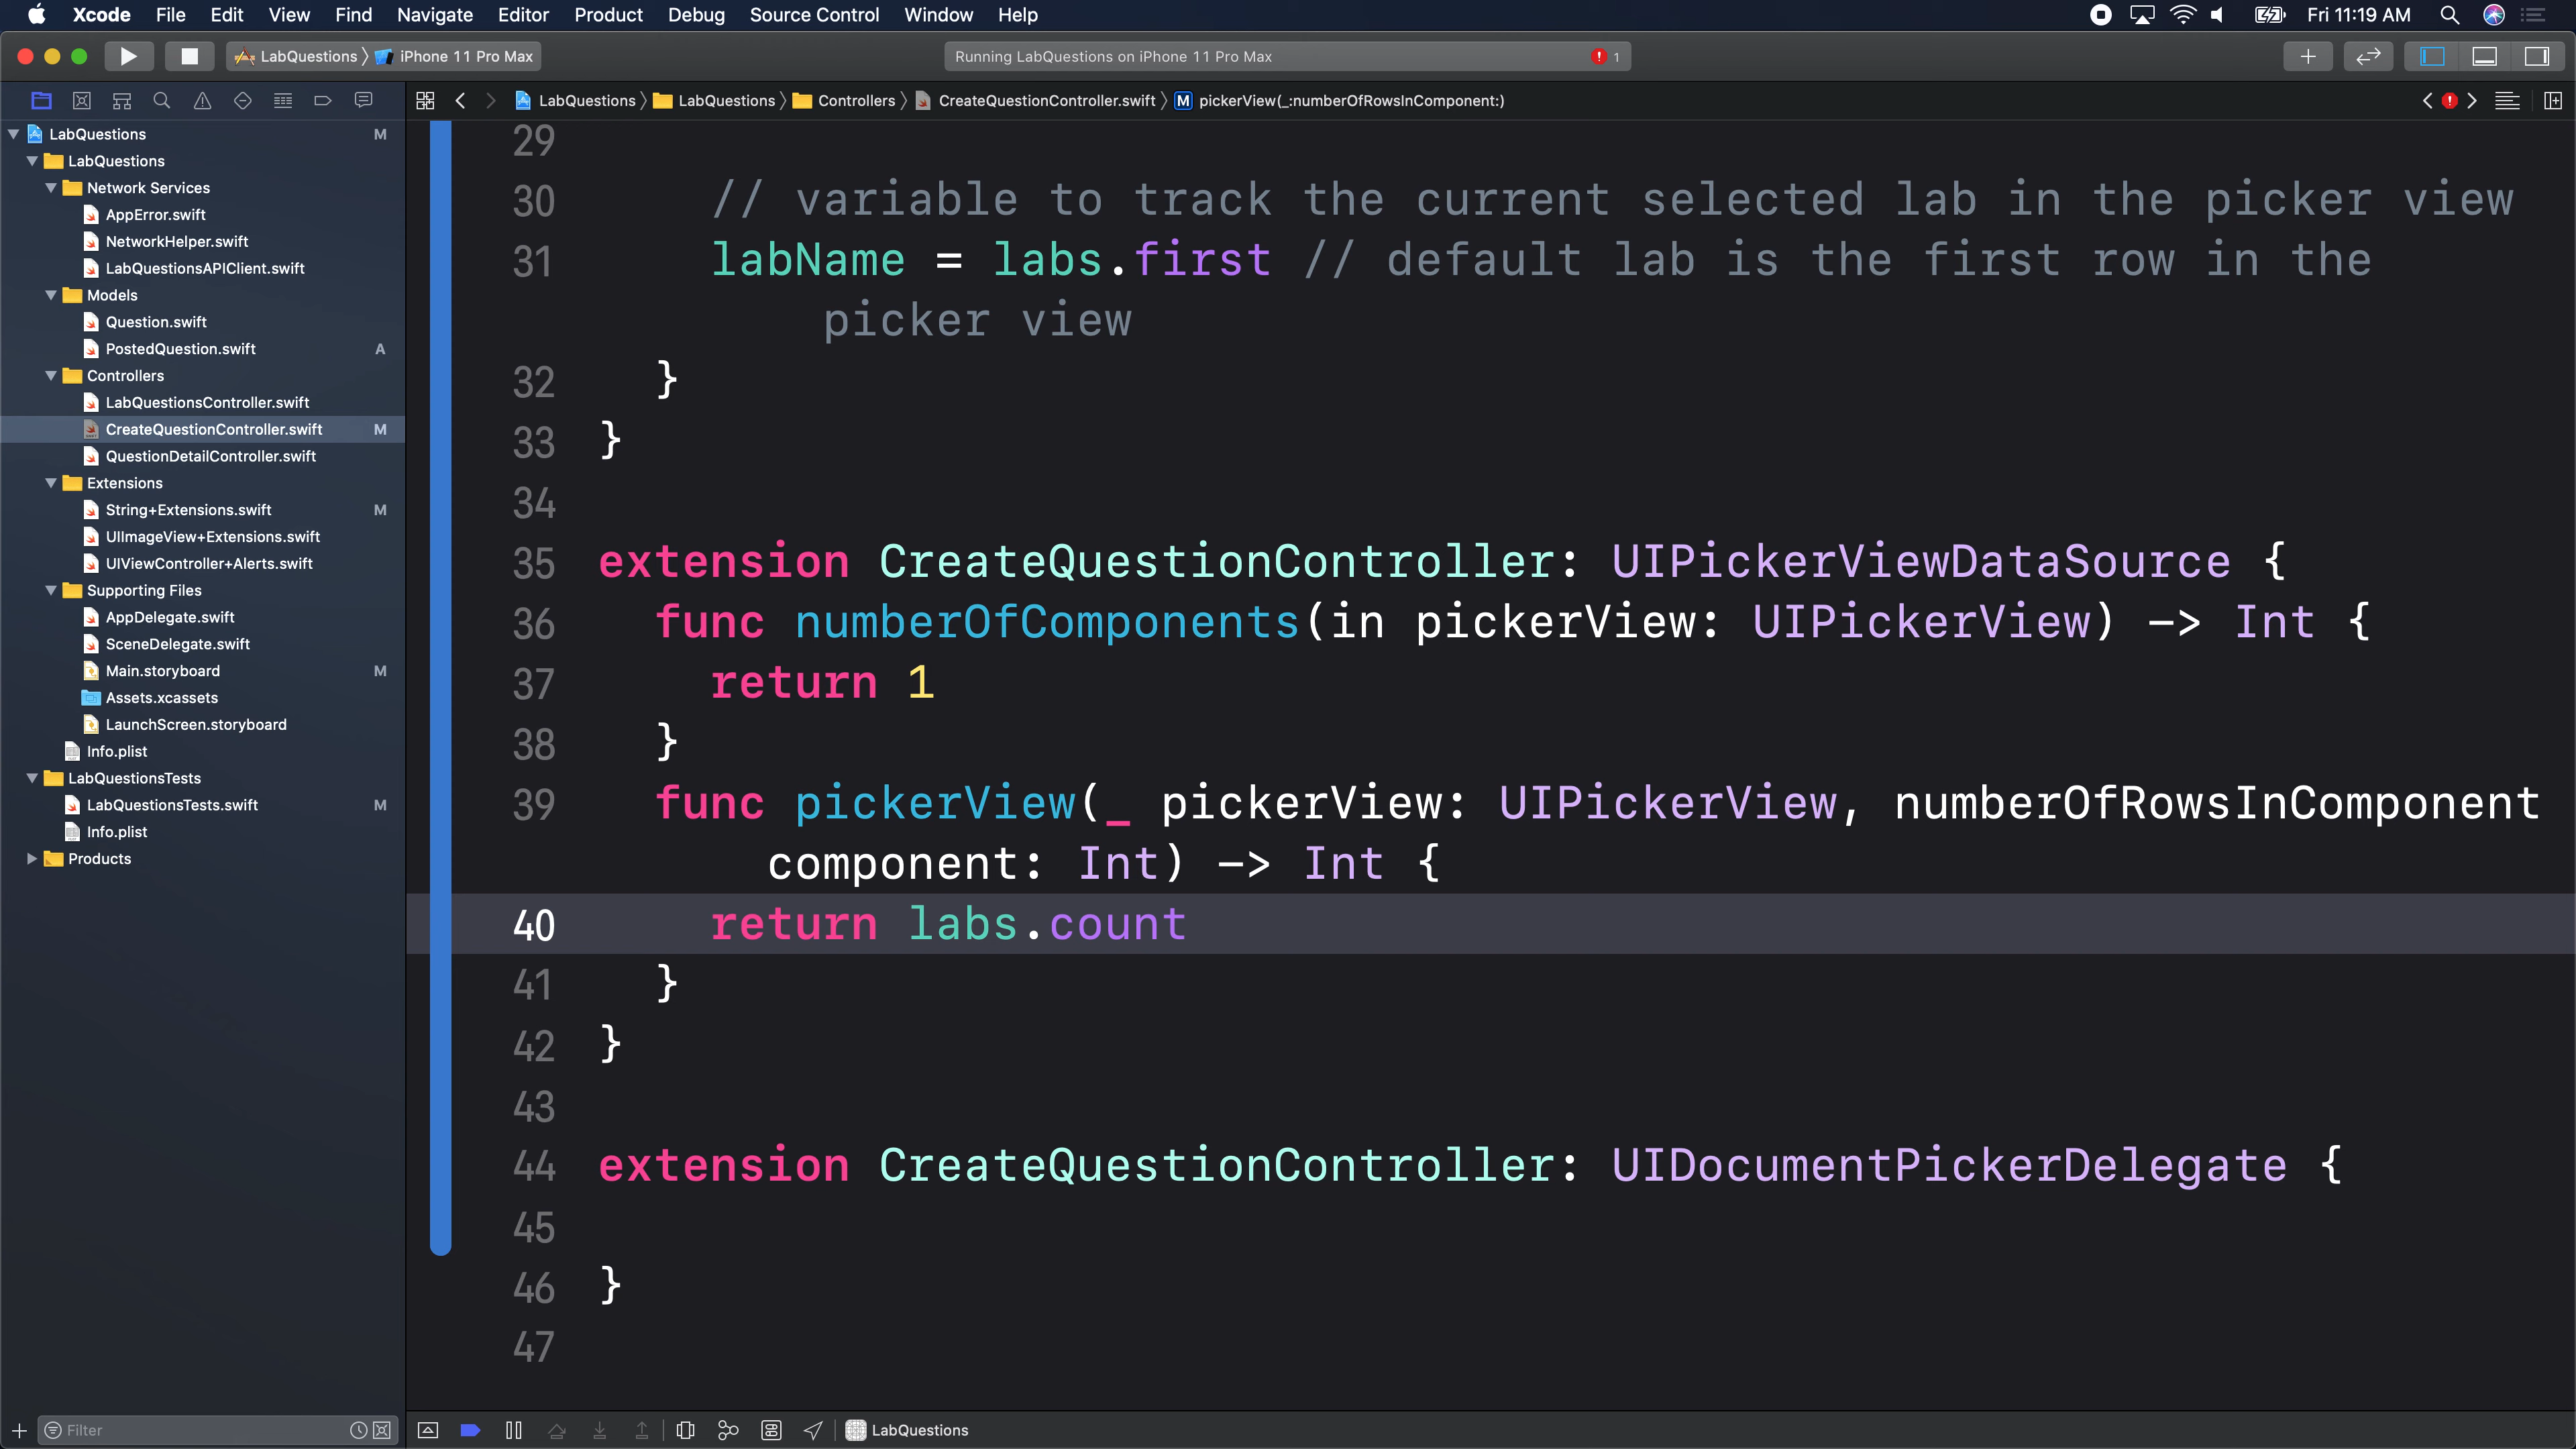 Xcode File Edit View Find Navigate Editor Product Debug Source Control Window Help Fri 11:19 AM
LabQuestions iPhone 11 Pro Max Running LabQuestions on iPhone 11 Pro Max 1
LabQuestions LabQuestions Controllers CreateQuestionController.swift M pickerView(_:numberOfRowsInComponent:)
LabQuestions M
LabQuestions
Network Services
AppError.swift
NetworkHelper.swift
LabQuestionsAPIClient.swift
Models
Question.swift
PostedQuestion.swift A
Controllers
LabQuestionsController.swift
CreateQuestionController.swift M
QuestionDetailController.swift
Extensions
String+Extensions.swift M
UIImageView+Extensions.swift
UIViewController+Alerts.swift
Supporting Files
AppDelegate.swift
SceneDelegate.swift
Main.storyboard M
Assets.xcassets
LaunchScreen.storyboard
Info.plist
LabQuestionsTests
LabQuestionsTests.swift M
Info.plist
Products
Filter
29
30 // variable to track the current selected lab in the picker view
31 labName = labs.first // default lab is the first row in the
picker view
32 }
33 }
34
35 extension CreateQuestionController: UIPickerViewDataSource {
36 func numberOfComponents(in pickerView: UIPickerView) -> Int {
37 return 1
38 }
39 func pickerView(_ pickerView: UIPickerView, numberOfRowsInComponent
component: Int) -> Int {
40 return labs.count
41 }
42 }
43
44 extension CreateQuestionController: UIDocumentPickerDelegate {
45
46 }
47
LabQuestions